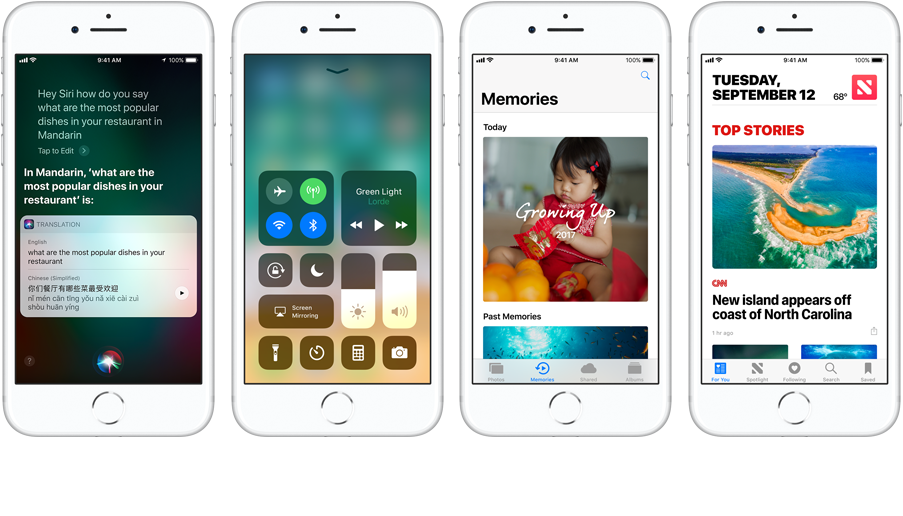 9:41 AM
100%
Hey Siri how do you say
what are the most popular
dishes in your restaurant in
Mandarin
Tap to Edit
In Mandarin, ‘what are the
most popular dishes in your
restaurant’ is:
TRANSLATION
English
what are the most popular dishes in your
restaurant
Chinese (Simplified)
你们餐厅有哪些菜最受欢迎
nǐ mén cān tīng yǒu nǎ xiē cài zuì
shòu huān yíng
?
Green Light
Lorde
Screen
Mirroring
9:41 AM
100%
Memories
Today
Growing Up
2017
Past Memories
Photos
Memories
Shared
Albums
9:41 AM
100%
TUESDAY,
SEPTEMBER 12
68°
TOP STORIES
CNN
New island appears off
coast of North Carolina
1 hr ago
For You
Spotlight
Following
Search
Saved